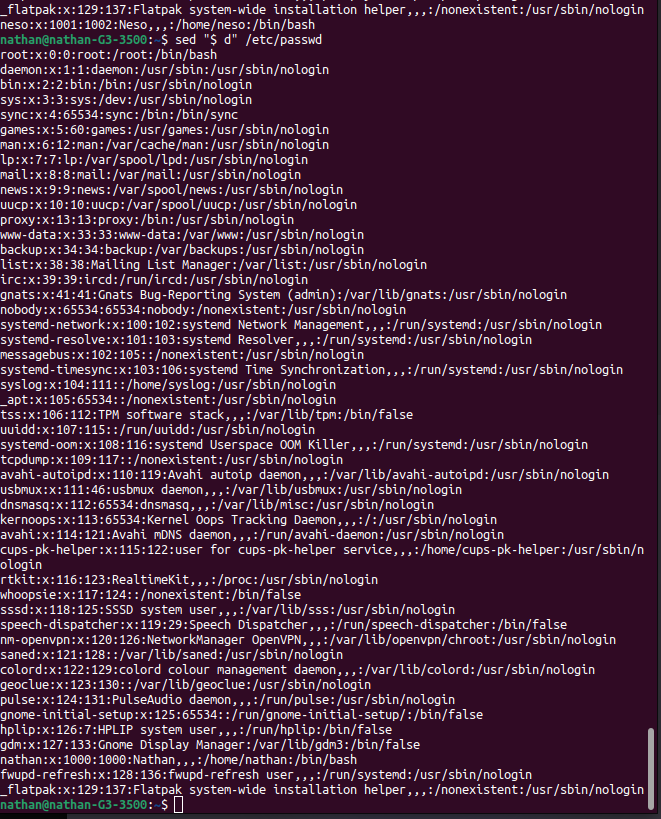 _flatpak:x:129:137:Flatpak system-wide installation helper,,,:/nonexistent:/usr/sbin/nologin
neso:x:1001:1002:Neso,,,:/home/neso:/bin/bash
nathan@nathan-G3-3500:~$ sed "$ d" /etc/passwd
root:x:0:0:root:/root:/bin/bash
daemon:x:1:1:daemon:/usr/sbin:/usr/sbin/nologin
bin:x:2:2:bin:/bin:/usr/sbin/nologin
sys:x:3:3:sys:/dev:/usr/sbin/nologin
sync:x:4:65534:sync:/bin:/bin/sync
games:x:5:60:games:/usr/games:/usr/sbin/nologin
man:x:6:12:man:/var/cache/man:/usr/sbin/nologin
lp:x:7:7:lp:/var/spool/lpd:/usr/sbin/nologin
mail:x:8:8:mail:/var/mail:/usr/sbin/nologin
news:x:9:9:news:/var/spool/news:/usr/sbin/nologin
uucp:x:10:10:uucp:/var/spool/uucp:/usr/sbin/nologin
proxy:x:13:13:proxy:/bin:/usr/sbin/nologin
www-data:x:33:33:www-data:/var/www:/usr/sbin/nologin
backup:x:34:34:backup:/var/backups:/usr/sbin/nologin
list:x:38:38:Mailing List Manager:/var/list:/usr/sbin/nologin
irc:x:39:39:ircd:/run/ircd:/usr/sbin/nologin
gnats:x:41:41:Gnats Bug-Reporting System (admin):/var/lib/gnats:/usr/sbin/nologin
nobody:x:65534:65534:nobody:/nonexistent:/usr/sbin/nologin
systemd-network:x:100:102:systemd Network Management,,,:/run/systemd:/usr/sbin/nologin
systemd-resolve:x:101:103:systemd Resolver,,,:/run/systemd:/usr/sbin/nologin
messagebus:x:102:105::/nonexistent:/usr/sbin/nologin
systemd-timesync:x:103:106:systemd Time Synchronization,,,:/run/systemd:/usr/sbin/nologin
syslog:x:104:111::/home/syslog:/usr/sbin/nologin
_apt:x:105:65534::/nonexistent:/usr/sbin/nologin
tss:x:106:112:TPM software stack,,,:/var/lib/tpm:/bin/false
uuidd:x:107:115::/run/uuidd:/usr/sbin/nologin
systemd-oom:x:108:116:systemd Userspace OOM Killer,,,:/run/systemd:/usr/sbin/nologin
tcpdump:x:109:117::/nonexistent:/usr/sbin/nologin
avahi-autoipd:x:110:119:Avahi autoip daemon,,,:/var/lib/avahi-autoipd:/usr/sbin/nologin
usbmux:x:111:46:usbmux daemon,,,:/var/lib/usbmux:/usr/sbin/nologin
dnsmasq:x:112:65534:dnsmasq,,,:/var/lib/misc:/usr/sbin/nologin
kernoops:x:113:65534:Kernel Oops Tracking Daemon,,,:/:/usr/sbin/nologin
avahi:x:114:121:Avahi mDNS daemon,,,:/run/avahi-daemon:/usr/sbin/nologin
cups-pk-helper:x:115:122:user for cups-pk-helper service,,,:/home/cups-pk-helper:/usr/sbin/n
ologin
rtkit:x:116:123:RealtimeKit,,,:/proc:/usr/sbin/nologin
whoopsie:x:117:124::/nonexistent:/bin/false
sssd:x:118:125:SSSD system user,,,:/var/lib/sss:/usr/sbin/nologin
speech-dispatcher:x:119:29:Speech Dispatcher,,,:/run/speech-dispatcher:/bin/false
nm-openvpn:x:120:126:NetworkManager OpenVPN,,,:/var/lib/openvpn/chroot:/usr/sbin/nologin
saned:x:121:128::/var/lib/saned:/usr/sbin/nologin
colord:x:122:129:colord colour management daemon,,,:/var/lib/colord:/usr/sbin/nologin
geoclue:x:123:130::/var/lib/geoclue:/usr/sbin/nologin
pulse:x:124:131:PulseAudio daemon,,,:/run/pulse:/usr/sbin/nologin
gnome-initial-setup:x:125:65534::/run/gnome-initial-setup/:/bin/false
hplip:x:126:7:HPLIP system user,,,:/run/hplip:/bin/false
gdm:x:127:133:Gnome Display Manager:/var/lib/gdm3:/bin/false
nathan:x:1000:1000:Nathan,,,:/home/nathan:/bin/bash
fwupd-refresh:x:128:136:fwupd-refresh user,,,:/run/systemd:/usr/sbin/nologin
_flatpak:x:129:137:Flatpak system-wide installation helper,,,:/nonexistent:/usr/sbin/nologin
nathan@nathan-G3-3500:~$